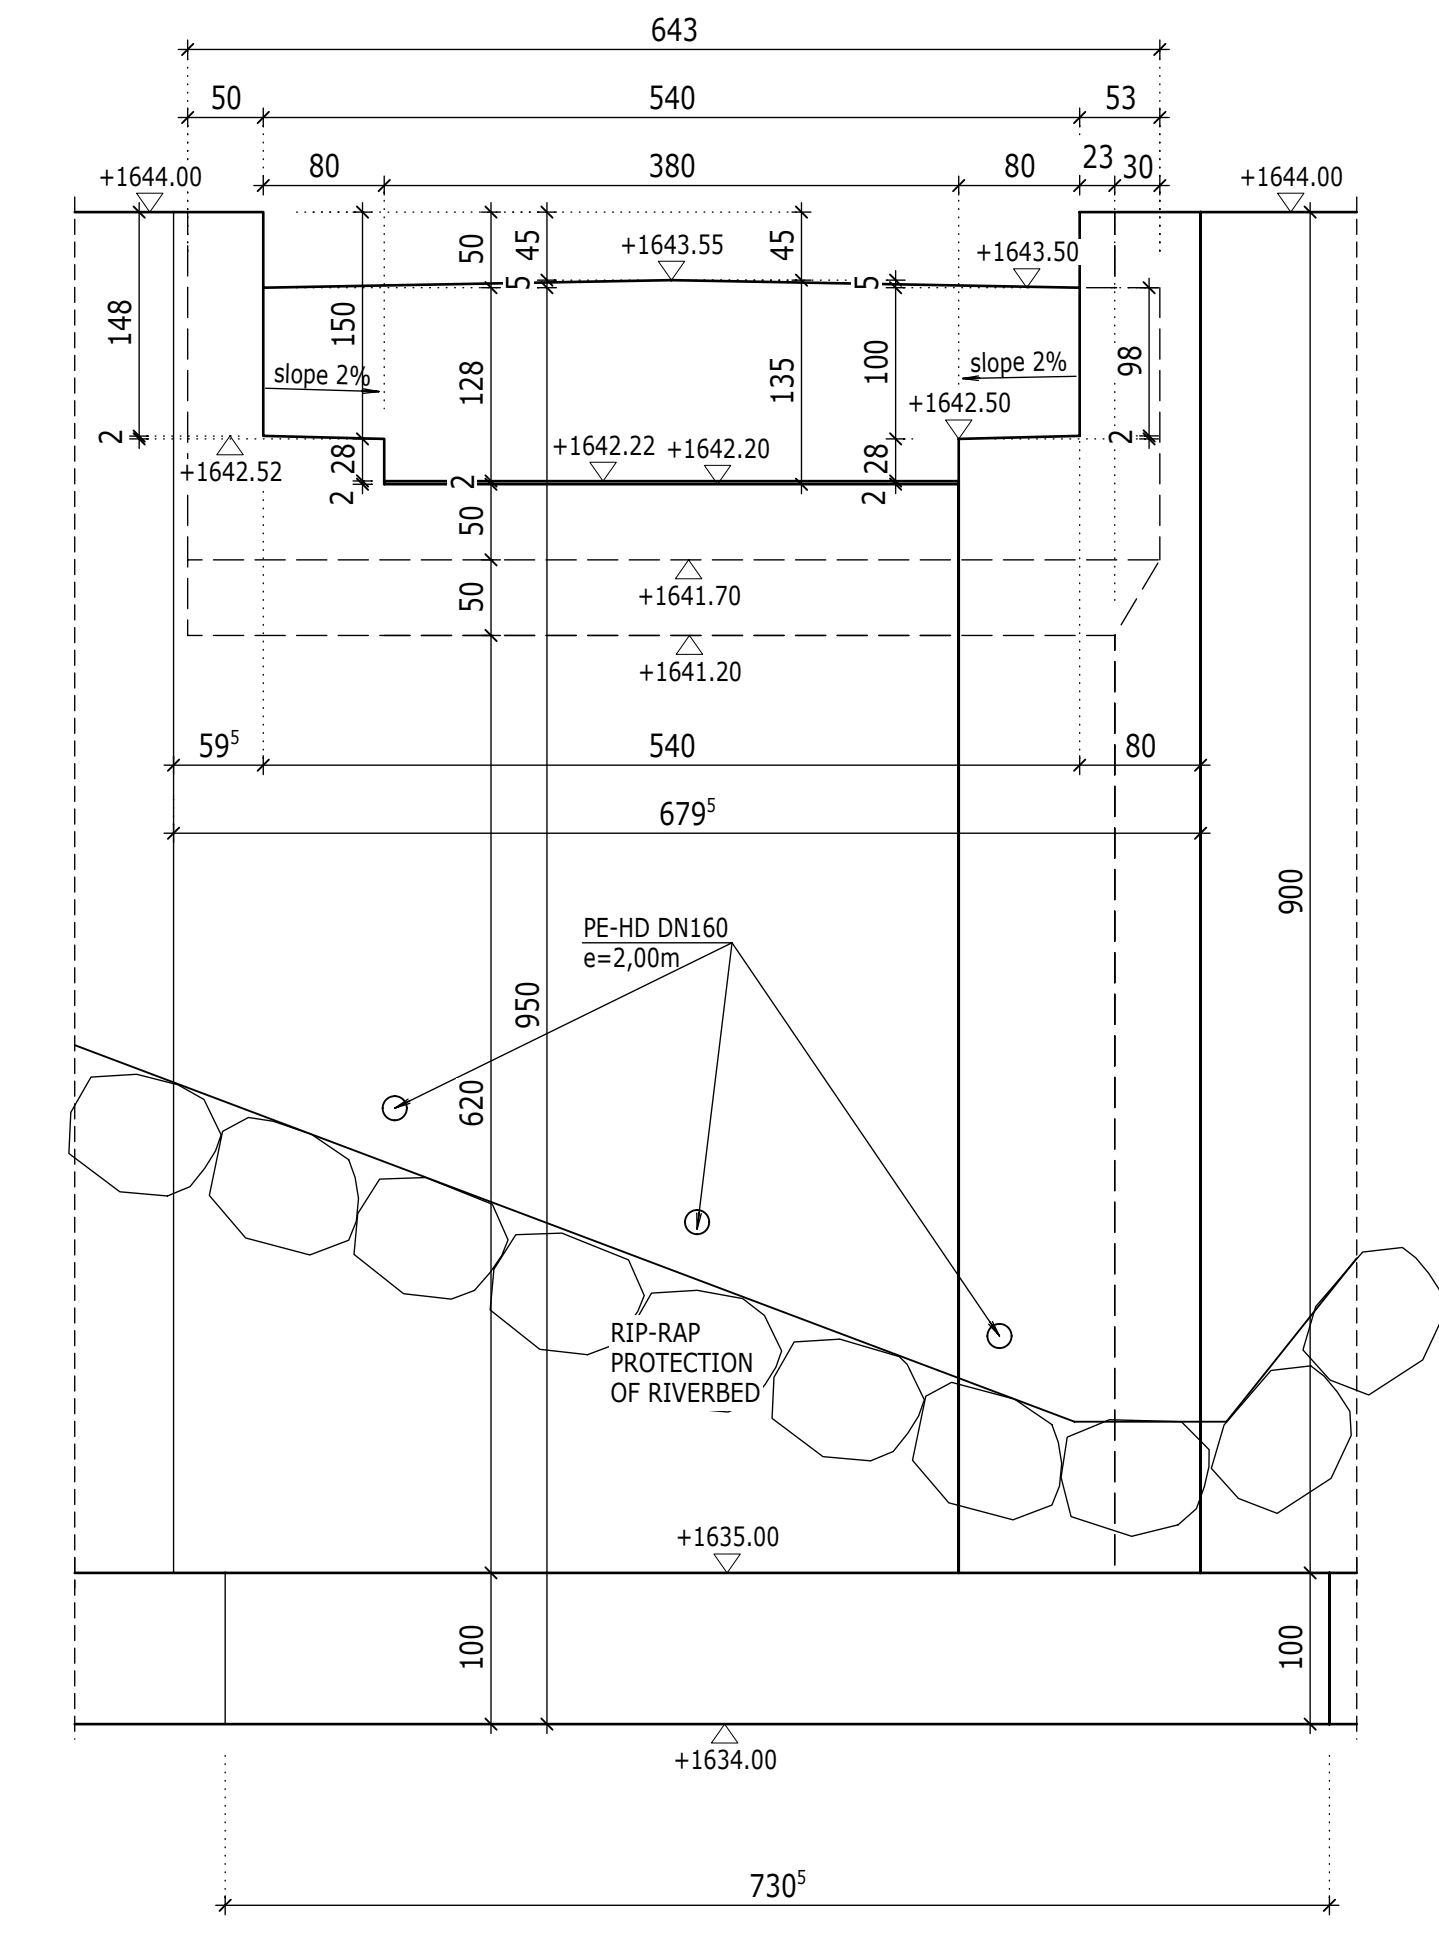 643
50 540 53
80 380 80 23 30
+1644.00 +1644.00
50 45 +1643.55 45 +1643.50
5 5
148 150 128 135 100 98
slope 2% slope 2%
+1642.50
2 +1642.22 +1642.20 2
+1642.52 28 28
2 2 2
50
+1641.70
50
+1641.20
59⁵ 540 80
679⁵
900
PE-HD DN160
e=2,00m
950
620
RIP-RAP
PROTECTION
OF RIVERBED
+1635.00
100 100
+1634.00
730⁵